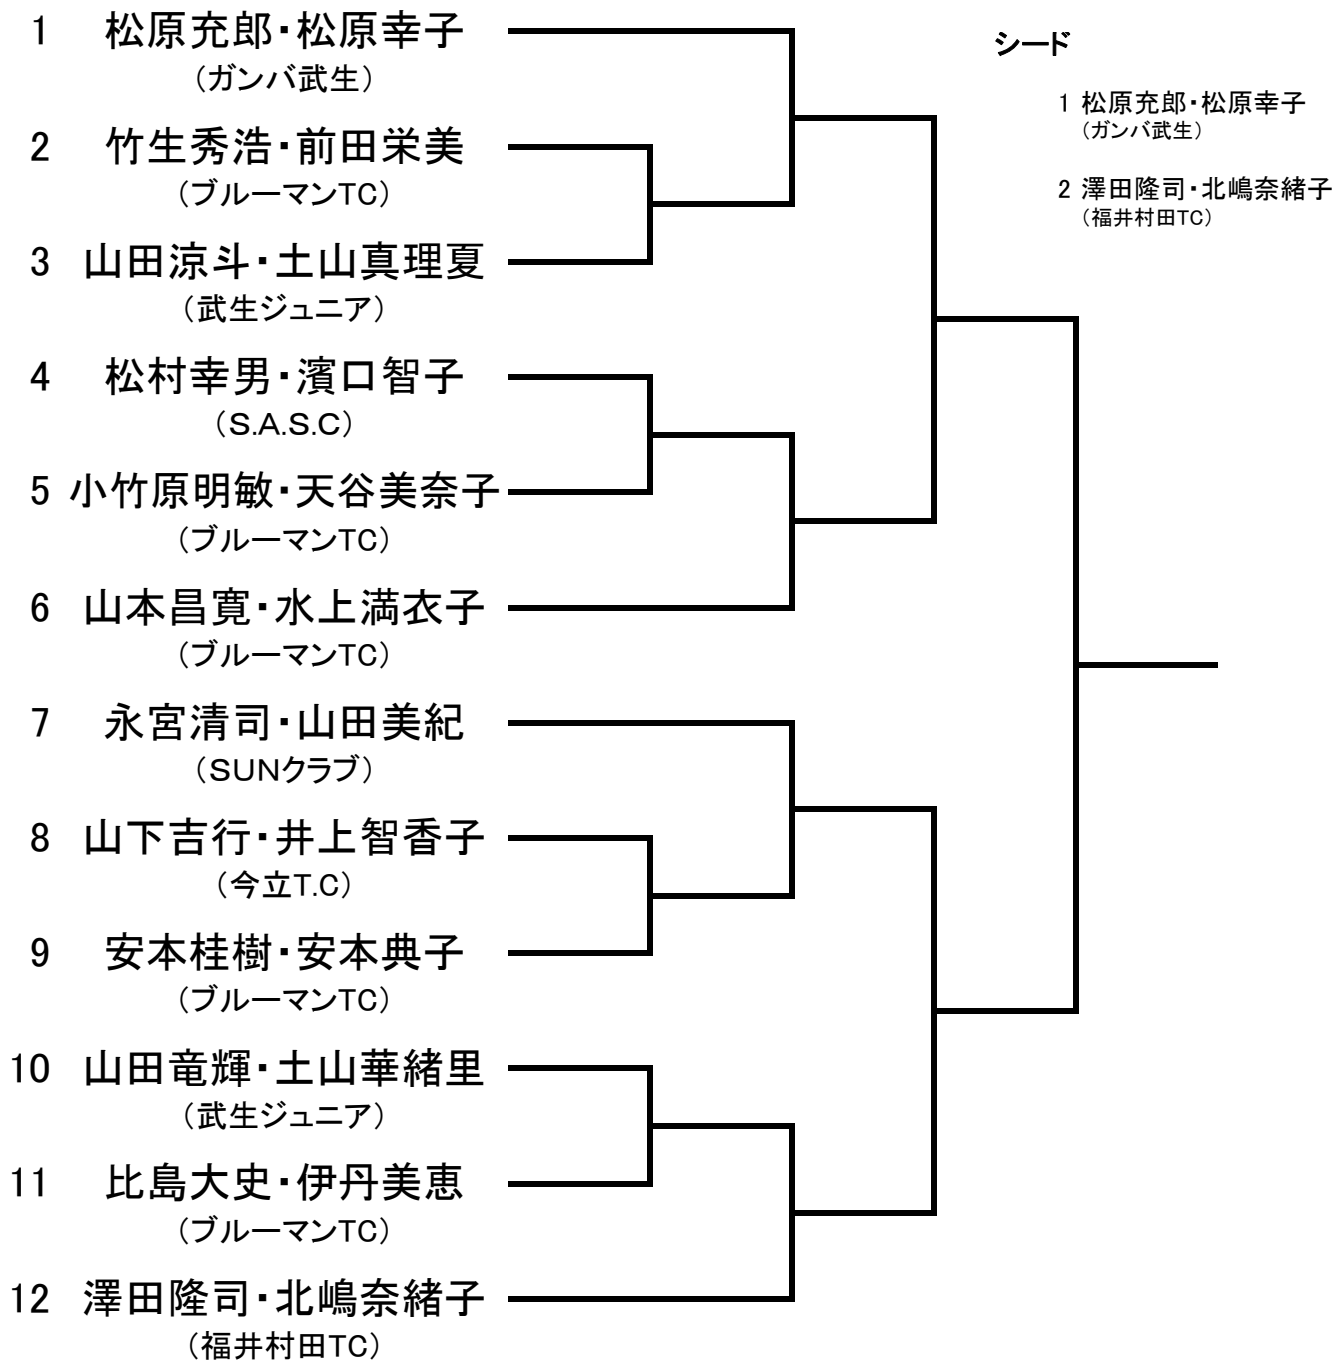 1 松原充郎・松原幸子
（ガンバ武生）
2 竹生秀浩・前田栄美
（ブルーマンTC）
3 山田涼斗・土山真理夏
（武生ジュニア）
4 松村幸男・濱口智子
（S.A.S.C）
5 小竹原明敏・天谷美奈子
（ブルーマンTC）
6 山本昌寛・水上満衣子
（ブルーマンTC）
7 永宮清司・山田美紀
（SUNクラブ）
8 山下吉行・井上智香子
（今立T.C）
9 安本桂樹・安本典子
（ブルーマンTC）
10 山田竜輝・土山華緒里
（武生ジュニア）
11 比島大史・伊丹美恵
（ブルーマンTC）
12 澤田隆司・北嶋奈緒子
（福井村田TC）
シード
1 松原充郎・松原幸子
（ガンバ武生）
2 澤田隆司・北嶋奈緒子
（福井村田TC）